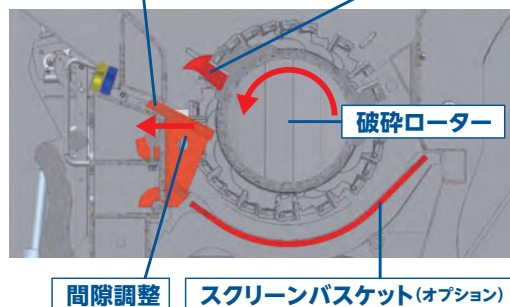 破砕ローター
間隙調整
スクリーンバスケット(オプション)